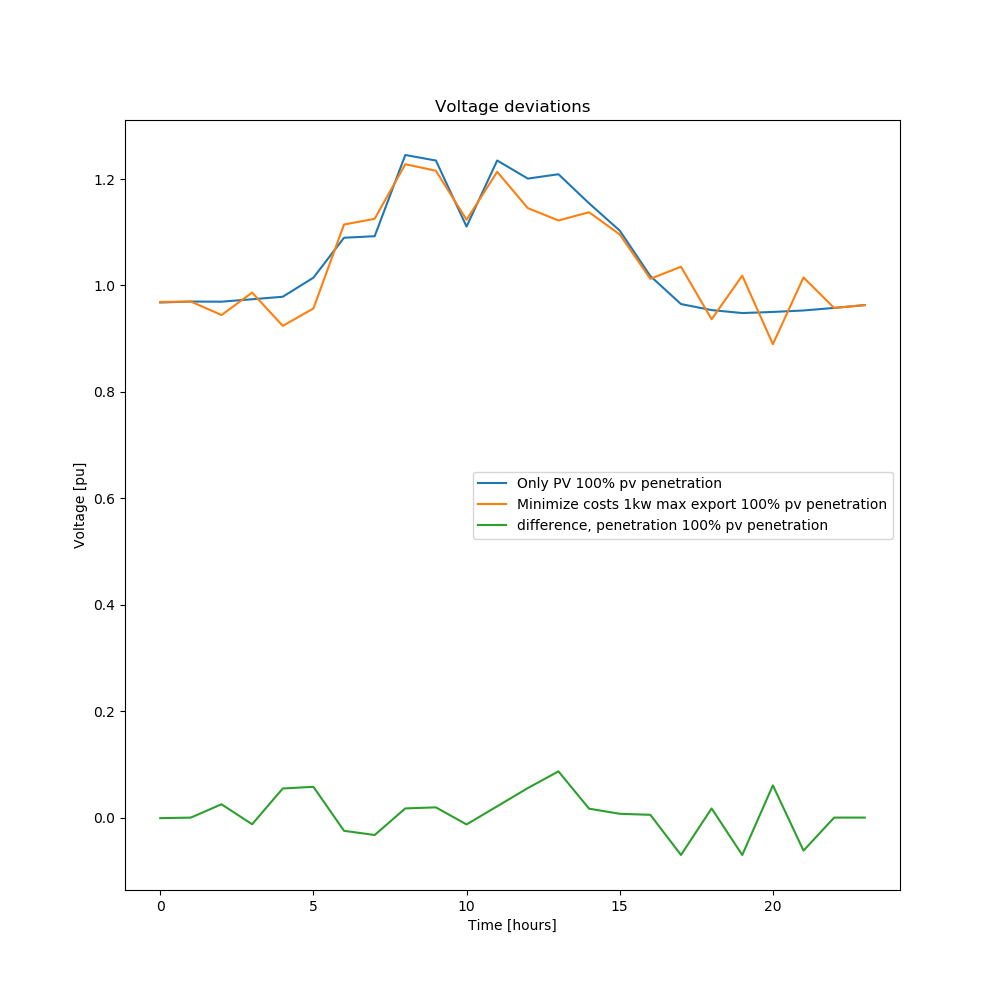 Voltage deviations
1.2
1.0
0.8
0.6
0.4
0.2
0.0
Voltage [pu]
Only PV 100% pv penetration
Minimize costs 1kw max export 100% pv penetration
difference, penetration 100% pv penetration
0 5 10 15 20
Time [hours]